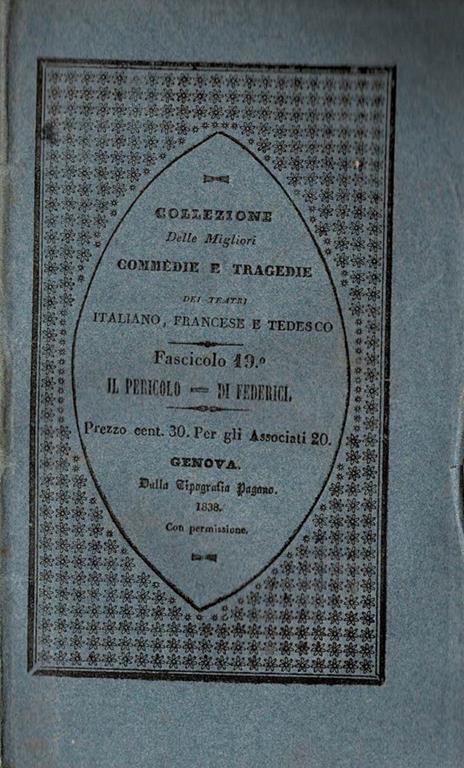 COLLEZIONE
Delle Migliori
COMMEDIE E TRAGEDIE
DEI TEATRI
ITALIANO, FRANCESE E TEDESCO
Fascicolo 19.º
IL PERICOLO = DI FEDERICI.
Prezzo cent. 30. Per gli Associati 20.
GENOVA.
Dalla Tipografia Pagano.
1838.
Con permissione.